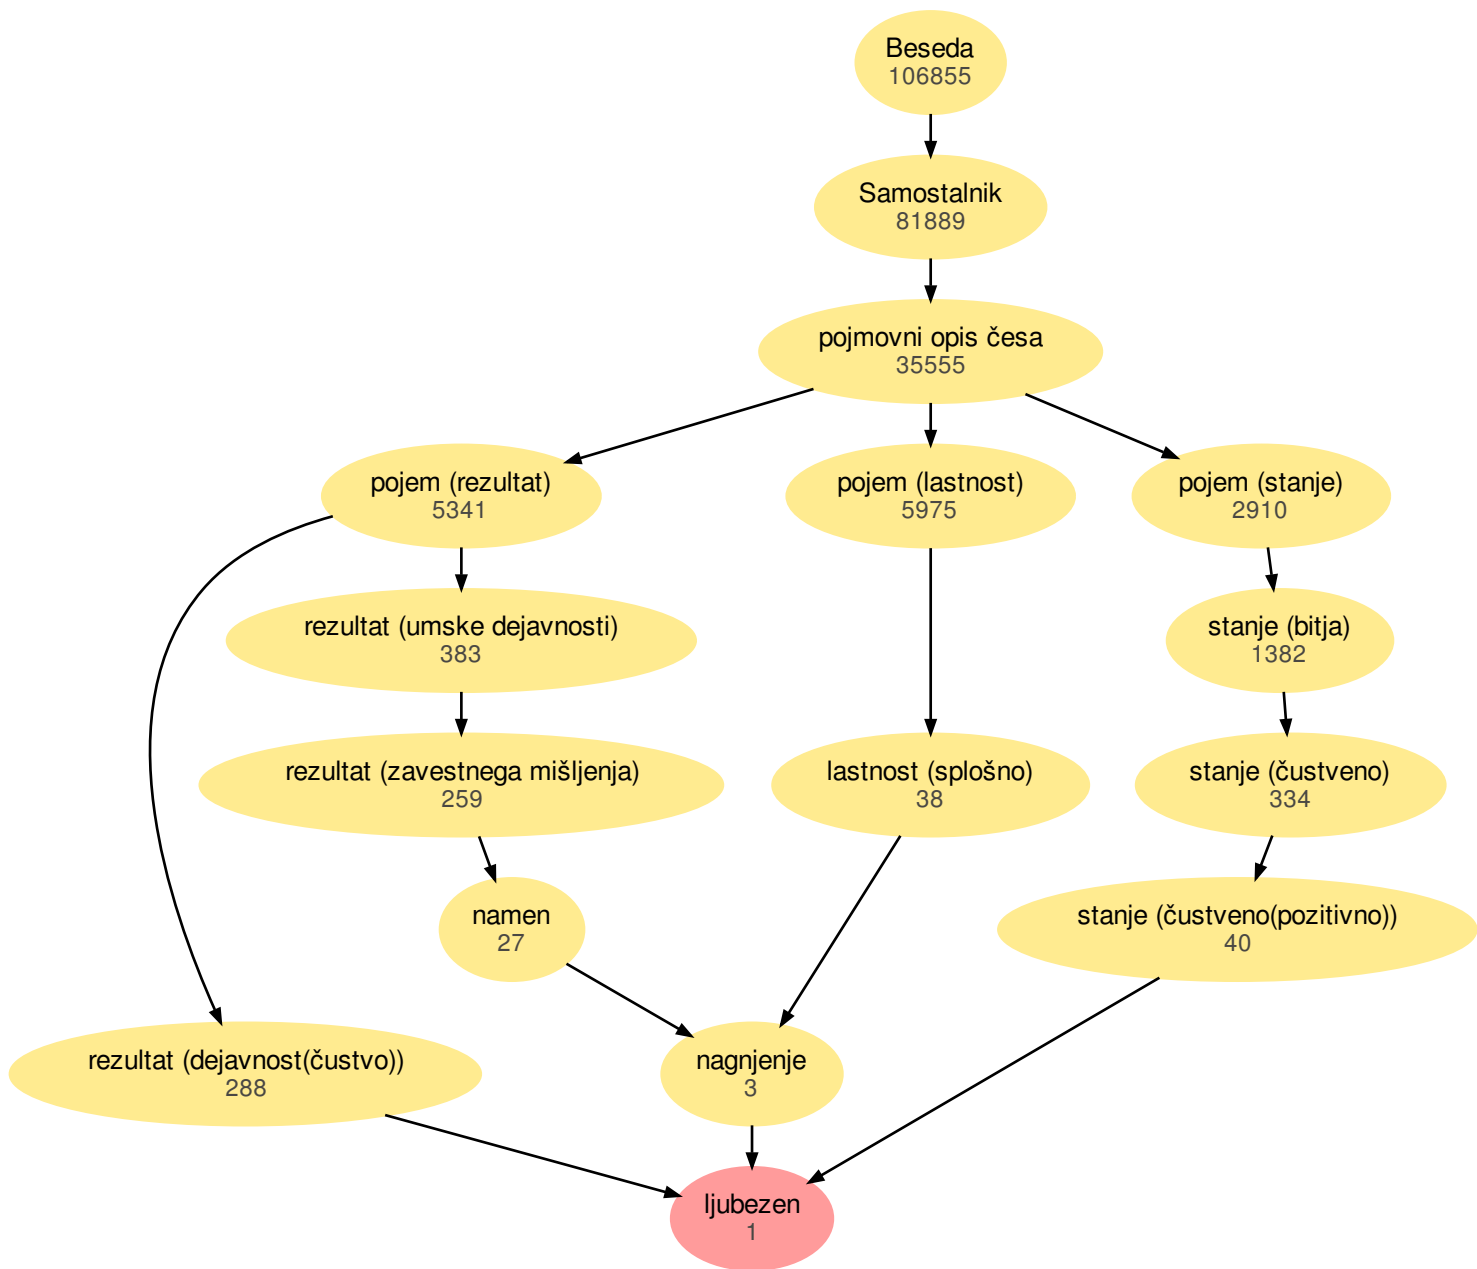 Beseda
106855
Samostalnik
81889
pojmovni opis česa
35555
pojem (rezultat)
5341
pojem (lastnost)
5975
pojem (stanje)
2910
rezultat (umske dejavnosti)
383
stanje (bitja)
1382
rezultat (zavestnega mišljenja)
259
lastnost (splošno)
38
stanje (čustveno)
334
namen
27
stanje (čustveno(pozitivno))
40
rezultat (dejavnost(čustvo))
288
nagnjenje
3
ljubezen
1